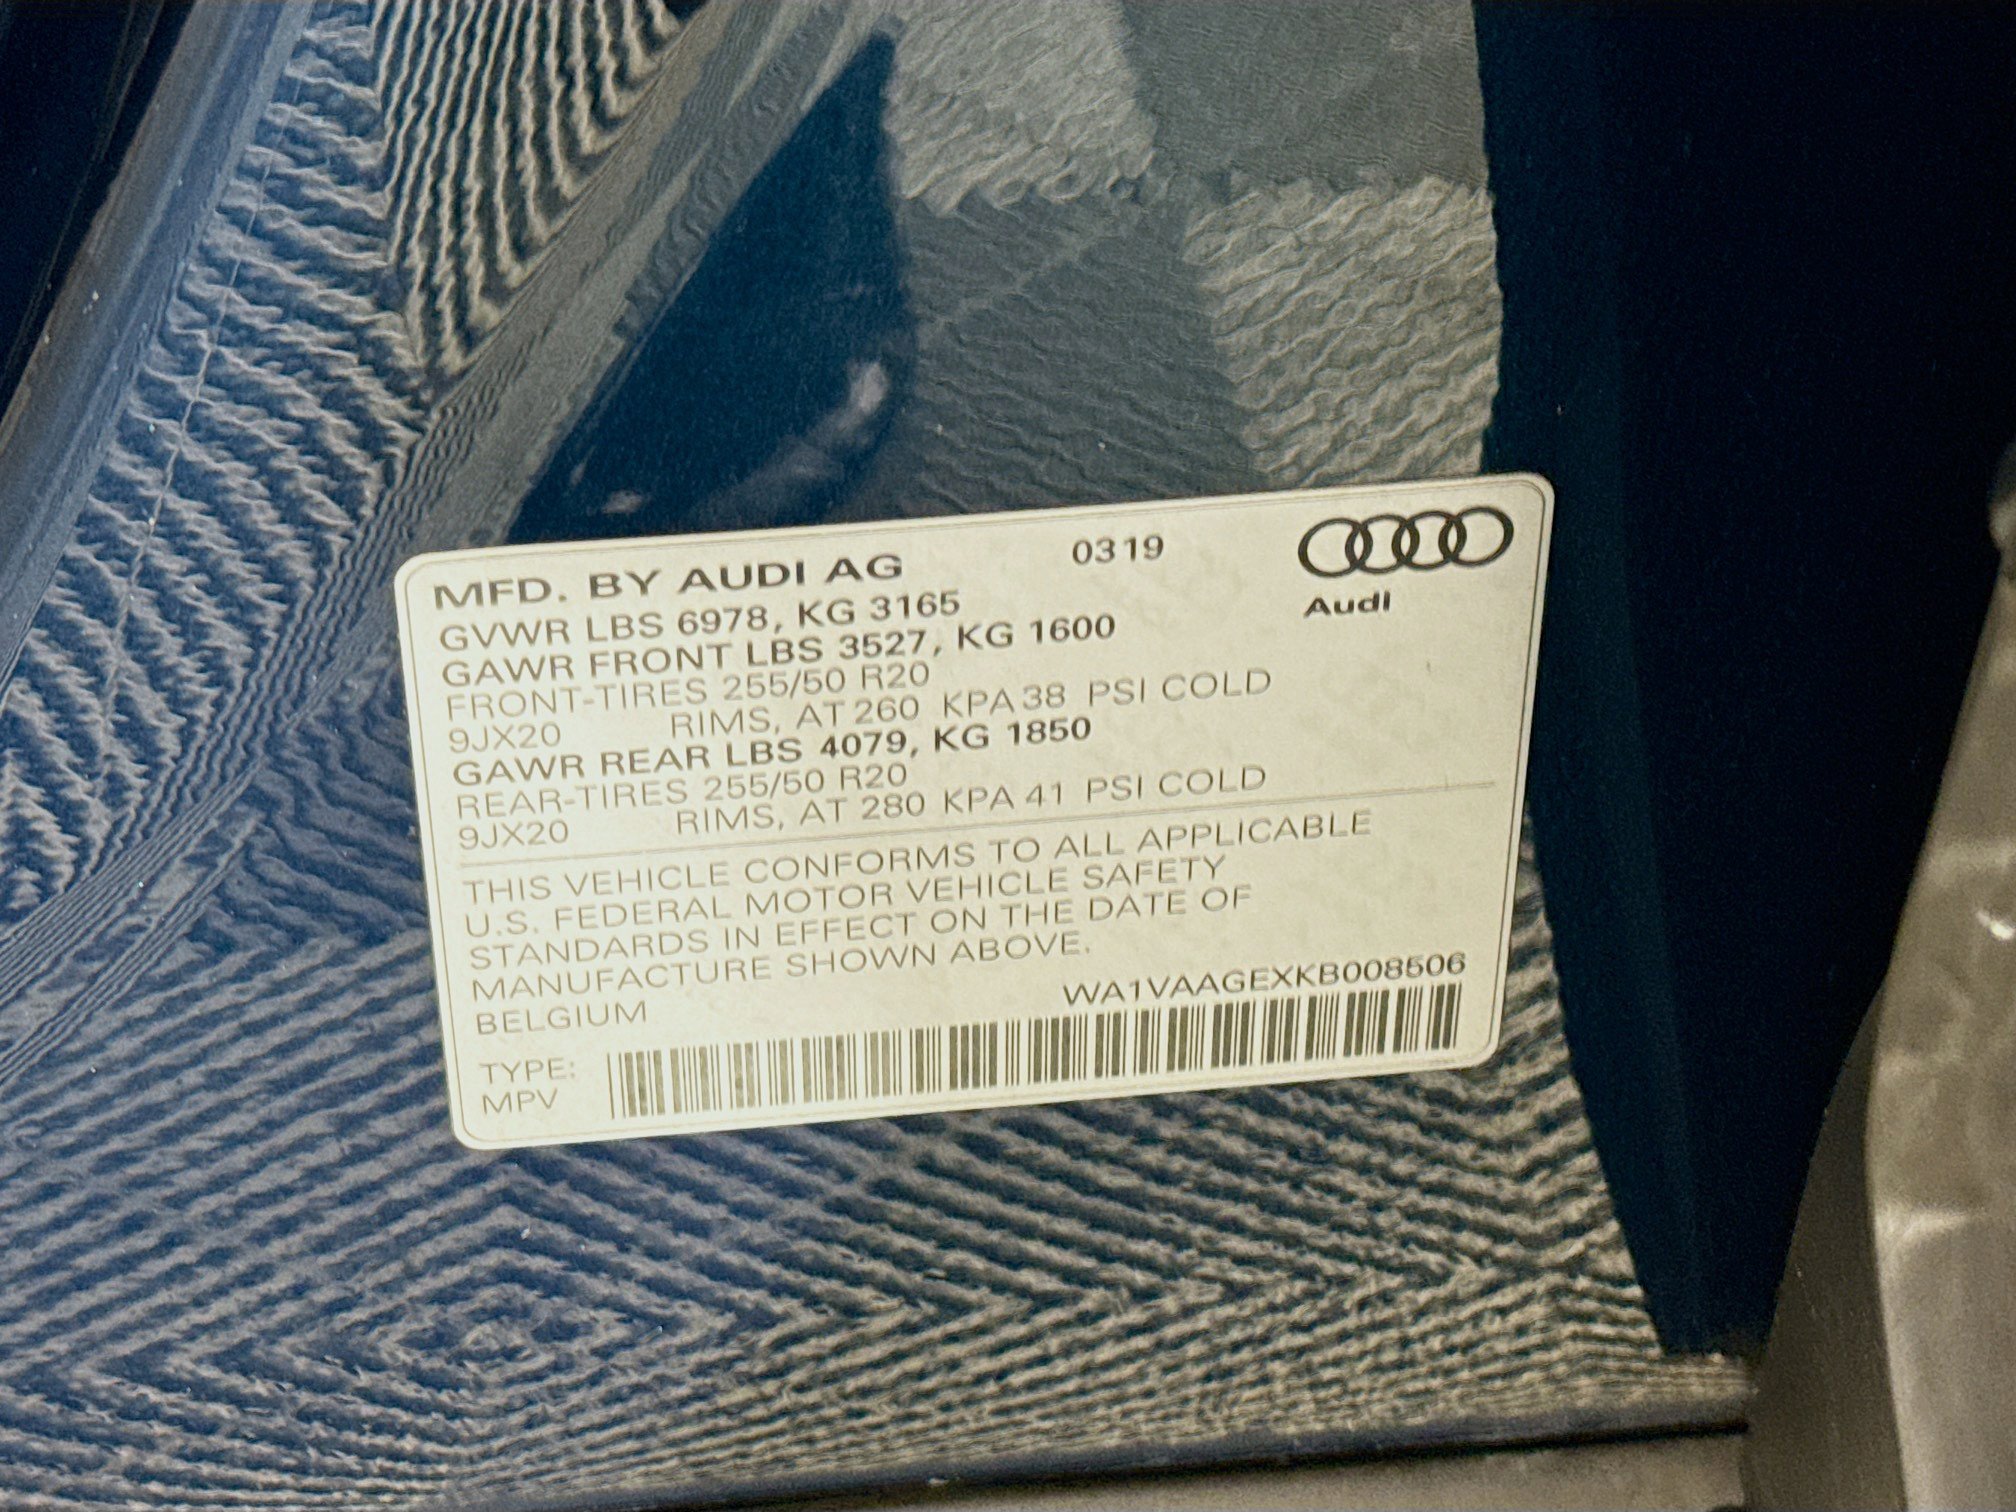 MFD. BY AUDI AG 0319
Audi
GVWR LBS 6978, KG 3165
GAWR FRONT LBS 3527, KG 1600
FRONT-TIRES 255/50 R20
9JX20 RIMS, AT 260 KPA 38 PSI COLD
GAWR REAR LBS 4079, KG 1850
REAR-TIRES 255/50 R20
9JX20 RIMS, AT 280 KPA 41 PSI COLD
THIS VEHICLE CONFORMS TO ALL APPLICABLE
U.S. FEDERAL MOTOR VEHICLE SAFETY
STANDARDS IN EFFECT ON THE DATE OF
MANUFACTURE SHOWN ABOVE.
BELGIUM WA1VAAGEXKB008506
TYPE:
MPV